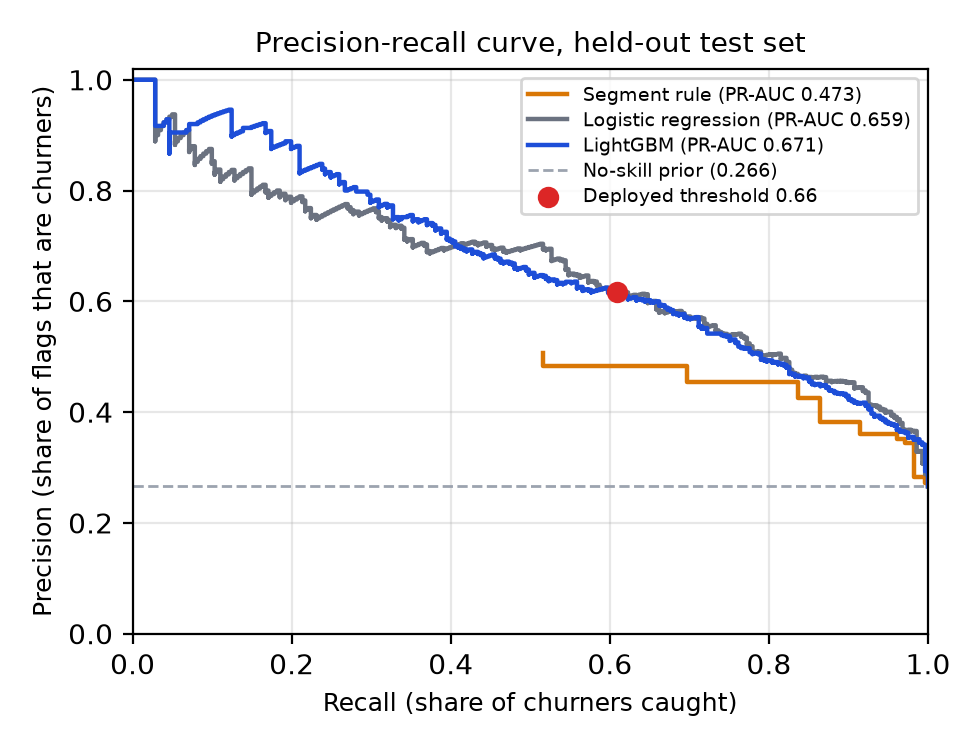 Precision-recall curve, held-out test set
Precision (share of flags that are churners)
1.0
0.8
0.6
0.4
0.2
0.0
Segment rule (PR-AUC 0.473)
Logistic regression (PR-AUC 0.659)
LightGBM (PR-AUC 0.671)
No-skill prior (0.266)
Deployed threshold 0.66
0.0 0.2 0.4 0.6 0.8 1.0
Recall (share of churners caught)